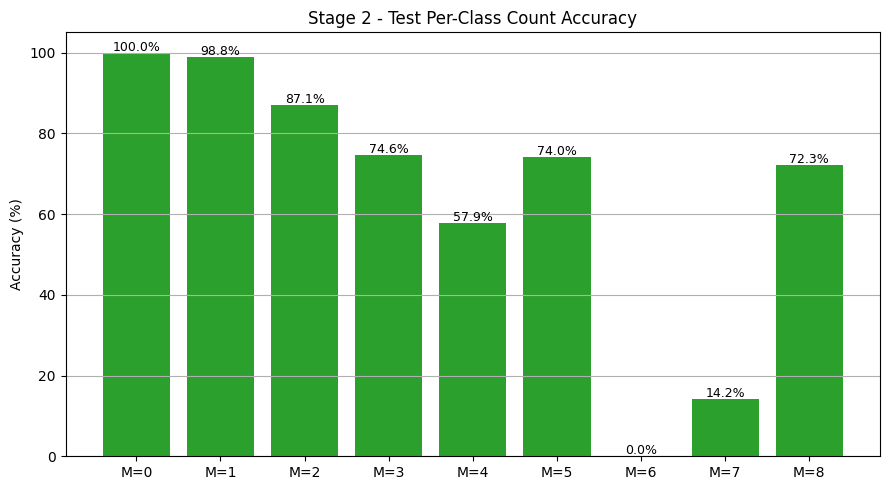 Stage 2 - Test Per-Class Count Accuracy
Accuracy (%)
100
80
60
40
20
0
100.0%
98.8%
87.1%
74.6%
57.9%
74.0%
0.0%
14.2%
72.3%
M=0
M=1
M=2
M=3
M=4
M=5
M=6
M=7
M=8